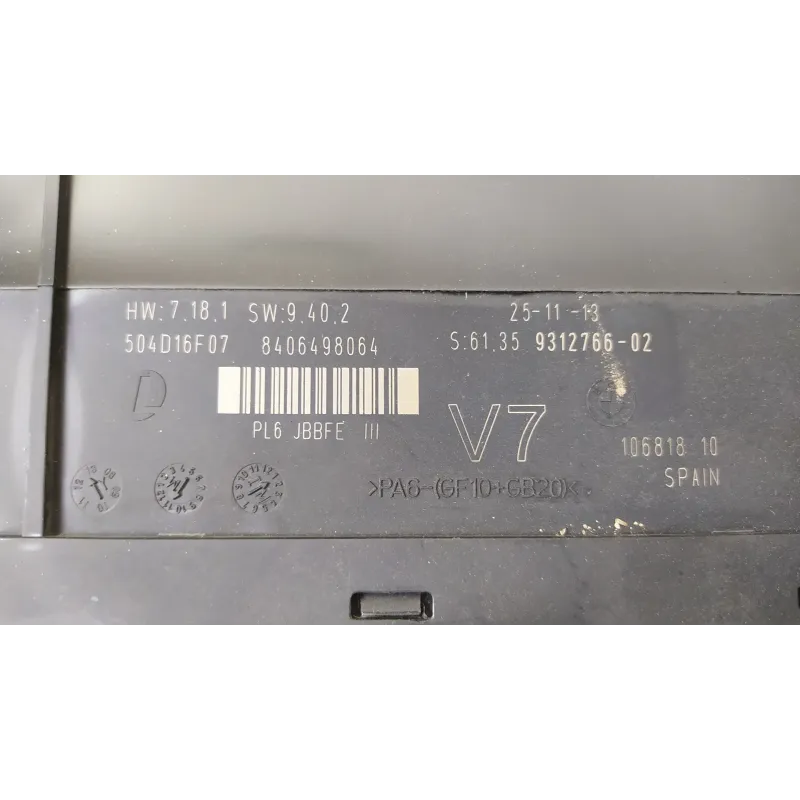 HW:7.18.1 SW:9.40.2 25-11-13
504D16F07 8406498064 S:61.35 9312766-02
PL6 JBBFE III
V7
106818 10
SPAIN
>PA6-(GF10+GB20)<